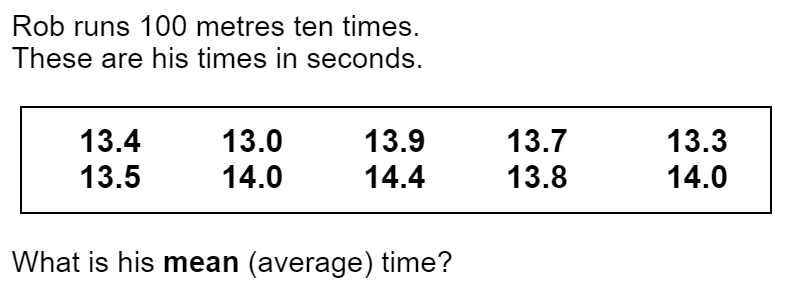 Rob runs 100 metres ten times.
These are his times in seconds.
13.4 13.0 13.9 13.7 13.3
13.5 14.0 14.4 13.8 14.0
What is his mean (average) time?